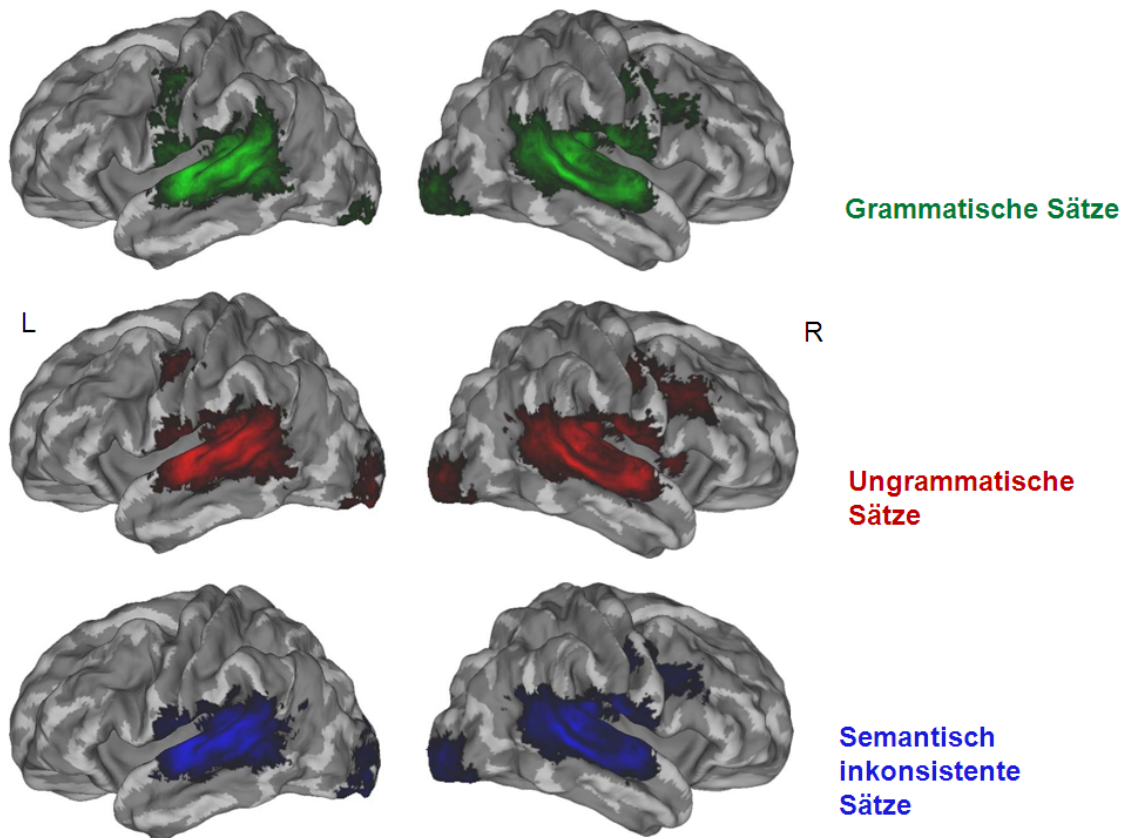 Grammatische Sätze
L
R
Ungrammatische
Sätze
Semantisch
inkonsistente
Sätze